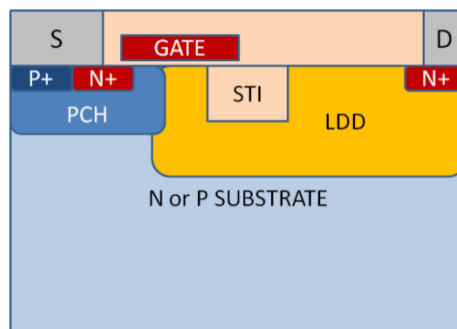 S
D
GATE
P+
N+
N+
STI
PCH
LDD
N or P SUBSTRATE